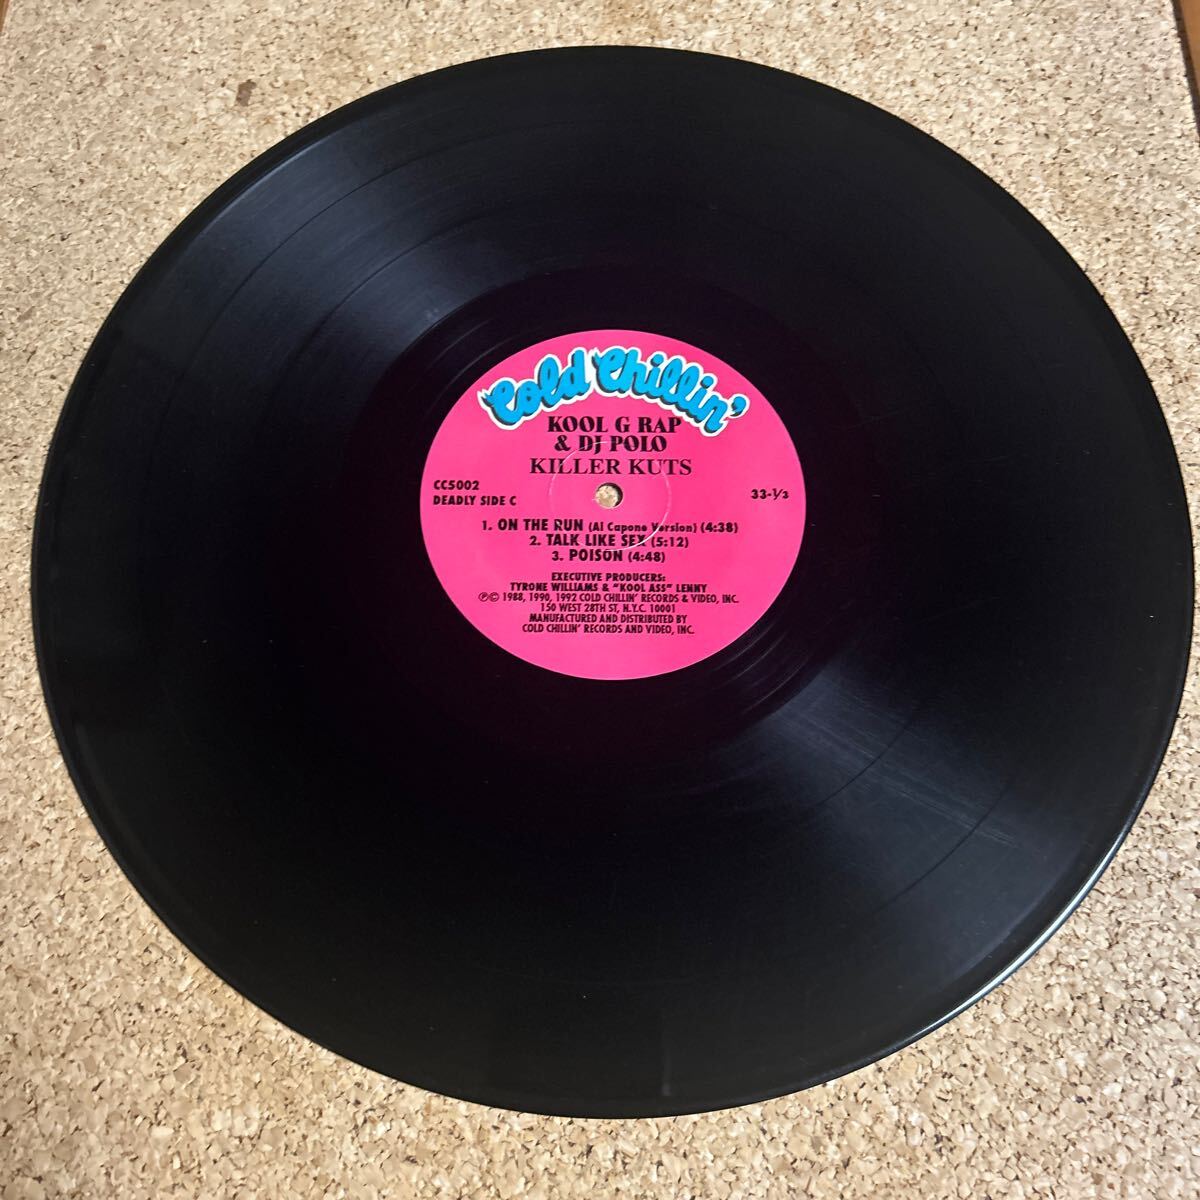 Cold Chillin'
KOOL G RAP
& DJ POLO
KILLER KUTS
CC5002
DEADLY SIDE C
33-1/3
1. ON THE RUN (Al Capone Version) (4:38)
2. TALK LIKE SEX (5:12)
3. POISON (4:48)
EXECUTIVE PRODUCERS:
TYRONE WILLIAMS & "KOOL ASS" LENNY
℗© 1988, 1990, 1992 COLD CHILLIN' RECORDS & VIDEO, INC.
150 WEST 28TH ST, N.Y.C. 10001
MANUFACTURED AND DISTRIBUTED BY
COLD CHILLIN' RECORDS AND VIDEO, INC.